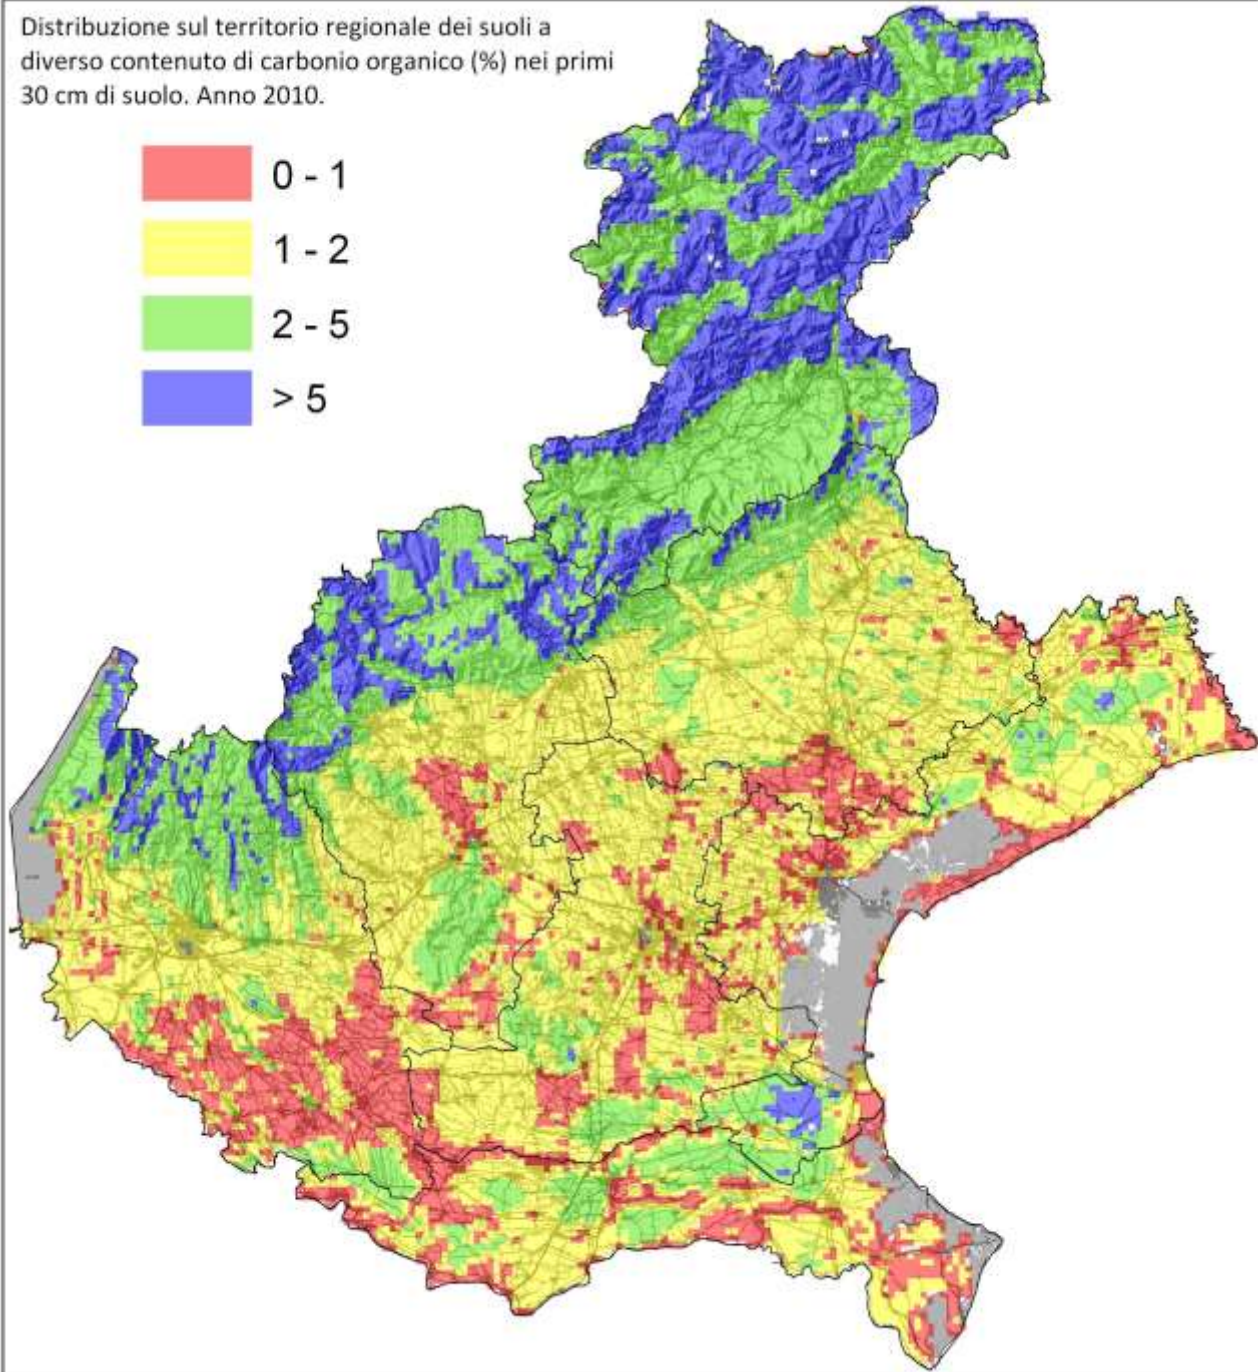 Distribuzione sul territorio regionale dei suoli a
diverso contenuto di carbonio organico (%) nei primi
30 cm di suolo. Anno 2010.
0 - 1
1 - 2
2 - 5
> 5